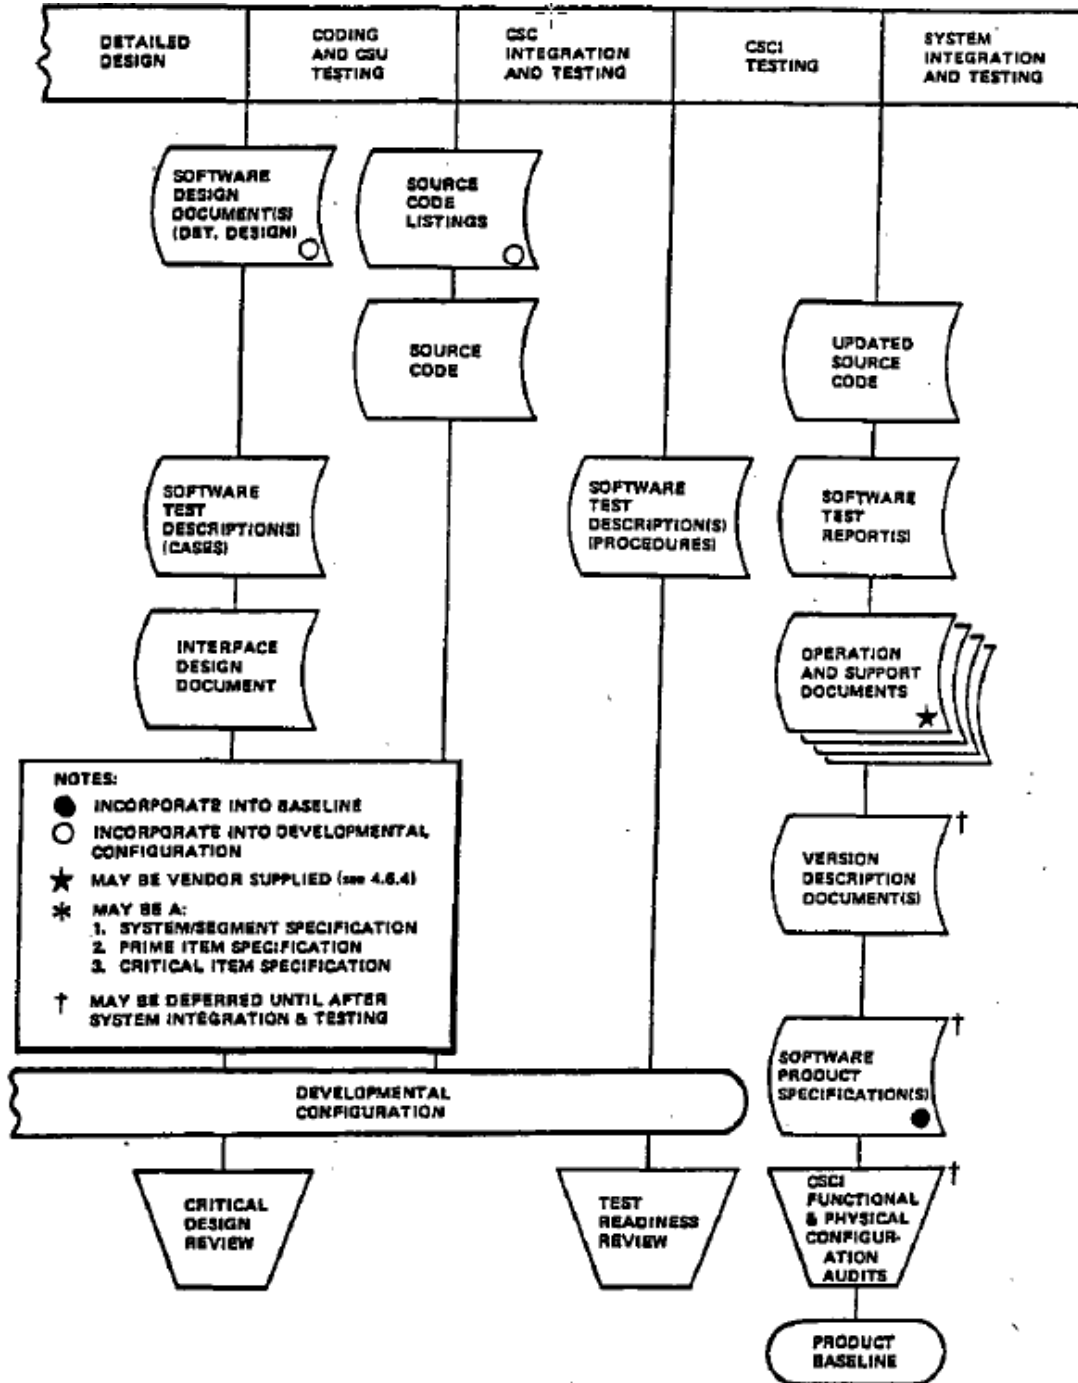 DETAILED
DESIGN
CODING
AND CSU
TESTING
CSC
INTEGRATION
AND TESTING
CSCI
TESTING
SYSTEM
INTEGRATION
AND TESTING
SOFTWARE
DESIGN
DOCUMENT(S)
(DET. DESIGN)
SOURCE
CODE
LISTINGS
SOURCE
CODE
UPDATED
SOURCE
CODE
SOFTWARE
TEST
DESCRIPTION(S)
(CASES)
SOFTWARE
TEST
DESCRIPTION(S)
(PROCEDURES)
SOFTWARE
TEST
REPORT(S)
INTERFACE
DESIGN
DOCUMENT
OPERATION
AND SUPPORT
DOCUMENTS
★
NOTES:
● INCORPORATE INTO BASELINE
○ INCORPORATE INTO DEVELOPMENTAL
CONFIGURATION
★ MAY BE VENDOR SUPPLIED (see 4.6.4)
* MAY BE A:
1. SYSTEM/SEGMENT SPECIFICATION
2. PRIME ITEM SPECIFICATION
3. CRITICAL ITEM SPECIFICATION
† MAY BE DEFERRED UNTIL AFTER
SYSTEM INTEGRATION & TESTING
VERSION
DESCRIPTION
DOCUMENT(S)
†
SOFTWARE
PRODUCT
SPECIFICATION(S)
†
DEVELOPMENTAL
CONFIGURATION
CRITICAL
DESIGN
REVIEW
TEST
READINESS
REVIEW
CSCI
FUNCTIONAL
& PHYSICAL
CONFIGUR-
ATION
AUDITS
†
PRODUCT
BASELINE